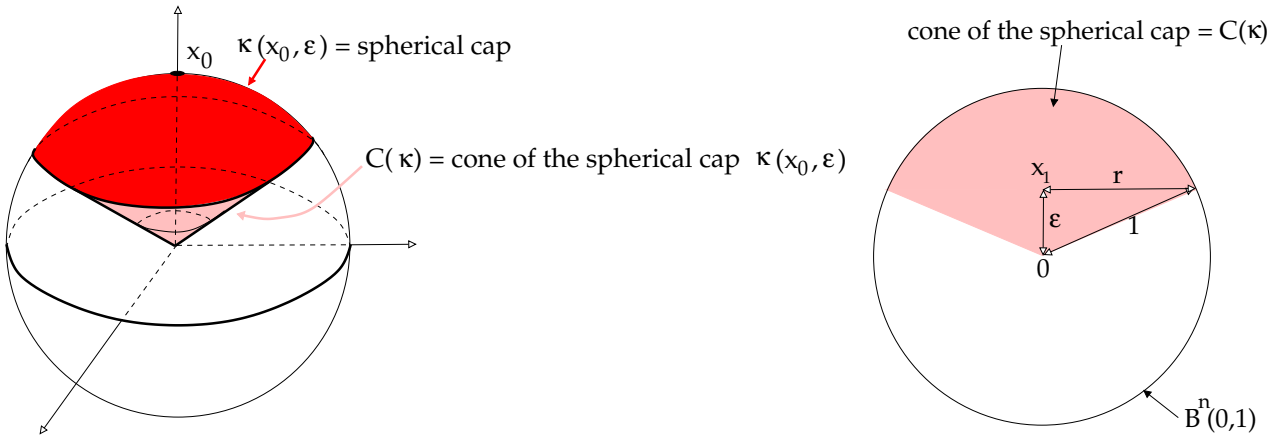 x₀
κ(x₀, ε) = spherical cap
C(κ) = cone of the spherical cap κ(x₀, ε)
cone of the spherical cap = C(κ)
x₁
r
ε
1
0
Bⁿ(0,1)